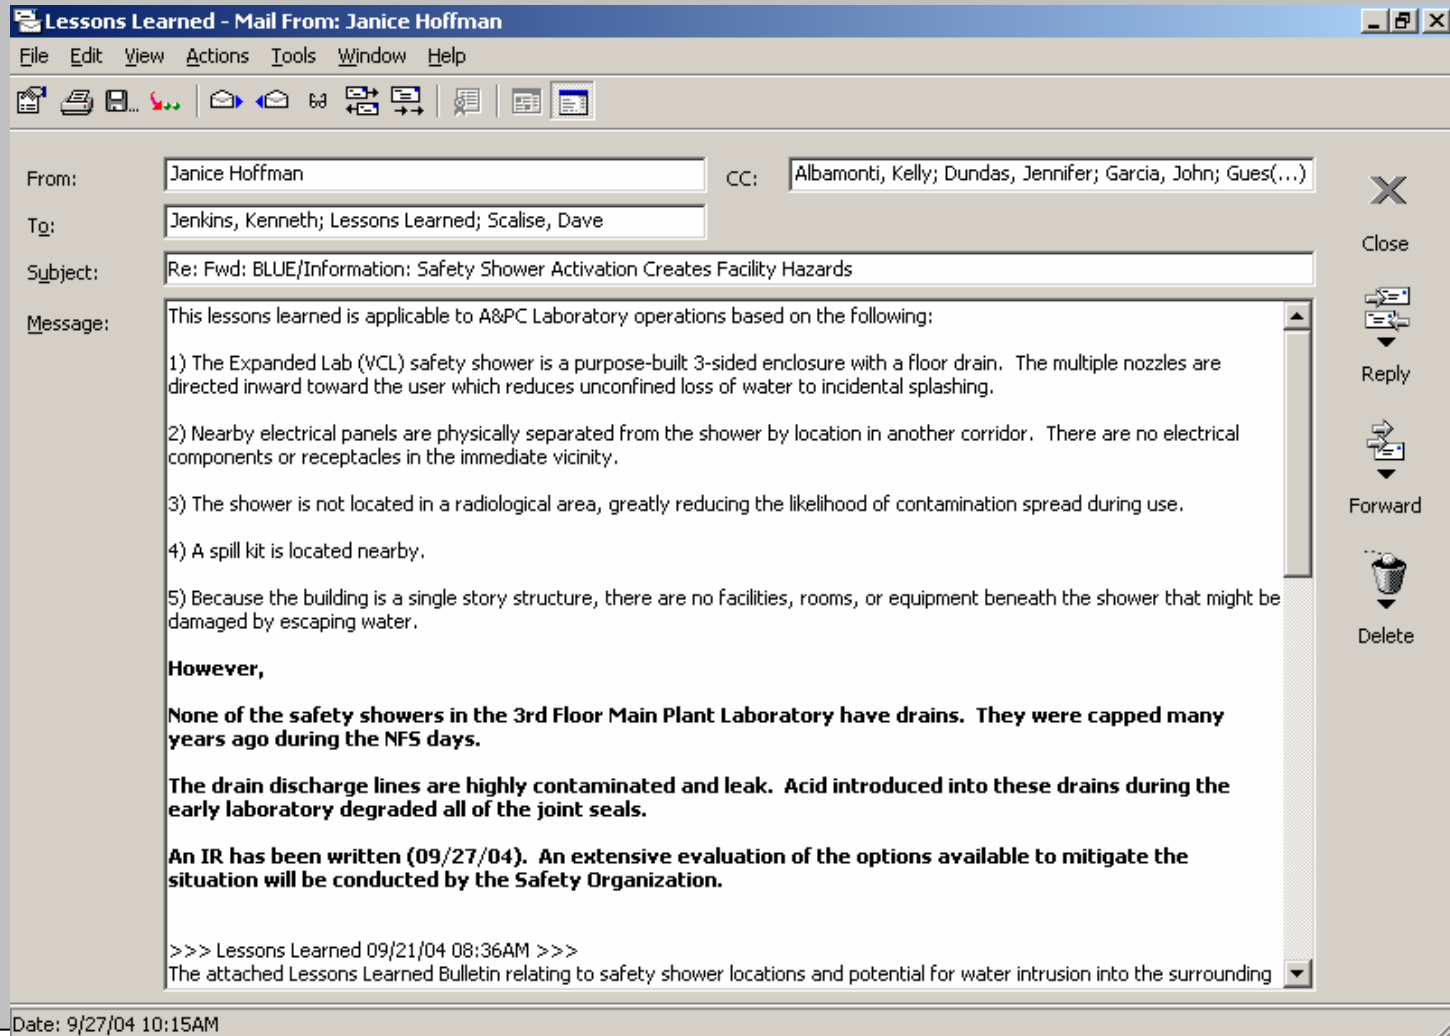 Lessons Learned - Mail From: Janice Hoffman
File Edit View Actions Tools Window Help
From: Janice Hoffman
CC: Albamonti, Kelly; Dundas, Jennifer; Garcia, John; Gues(...)
To: Jenkins, Kenneth; Lessons Learned; Scalise, Dave
Subject: Re: Fwd: BLUE/Information: Safety Shower Activation Creates Facility Hazards
Message:
This lessons learned is applicable to A&PC Laboratory operations based on the following:
1) The Expanded Lab (VCL) safety shower is a purpose-built 3-sided enclosure with a floor drain.  The multiple nozzles are
directed inward toward the user which reduces unconfined loss of water to incidental splashing.
2) Nearby electrical panels are physically separated from the shower by location in another corridor.  There are no electrical
components or receptacles in the immediate vicinity.
3) The shower is not located in a radiological area, greatly reducing the likelihood of contamination spread during use.
4) A spill kit is located nearby.
5) Because the building is a single story structure, there are no facilities, rooms, or equipment beneath the shower that might be
damaged by escaping water.
However,
None of the safety showers in the 3rd Floor Main Plant Laboratory have drains.  They were capped many
years ago during the NFS days.
The drain discharge lines are highly contaminated and leak.  Acid introduced into these drains during the
early laboratory degraded all of the joint seals.
An IR has been written (09/27/04).  An extensive evaluation of the options available to mitigate the
situation will be conducted by the Safety Organization.
>>> Lessons Learned 09/21/04 08:36AM >>>
The attached Lessons Learned Bulletin relating to safety shower locations and potential for water intrusion into the surrounding
Close
Reply
Forward
Delete
Date: 9/27/04 10:15AM